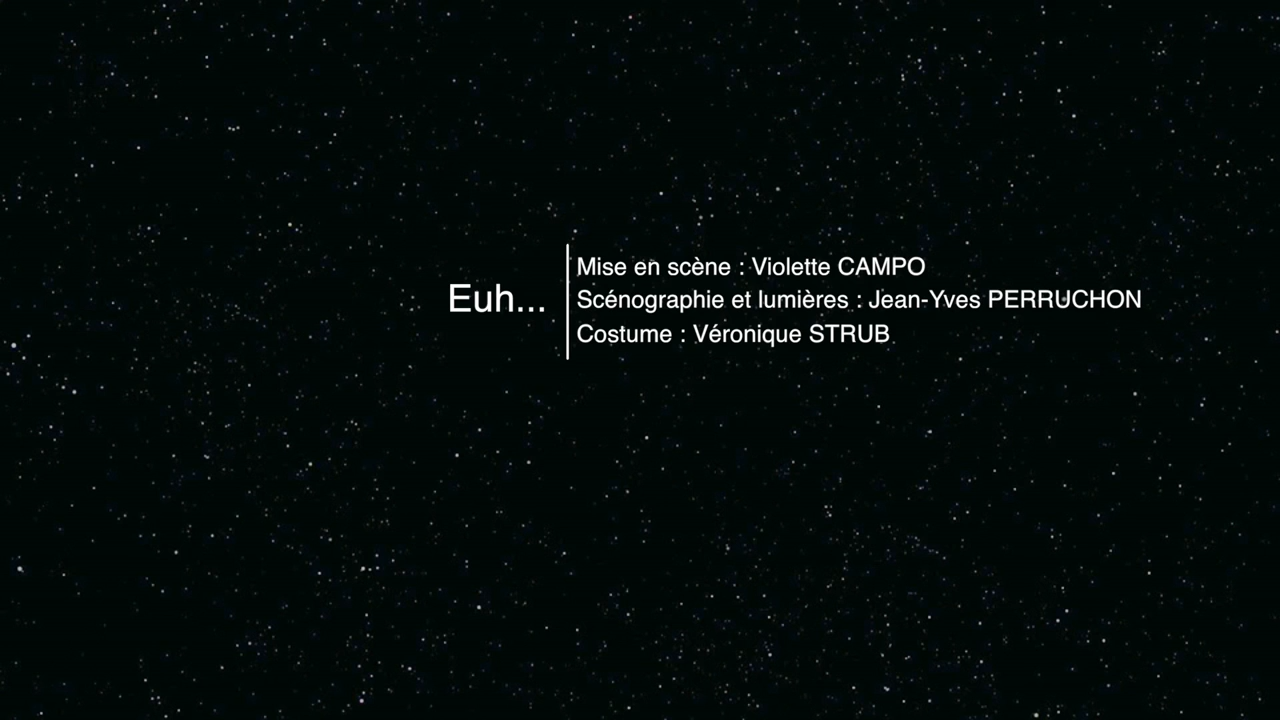 Euh...
Mise en scène : Violette CAMPO
Scénographie et lumières : Jean-Yves PERRUCHON
Costume : Véronique STRUB